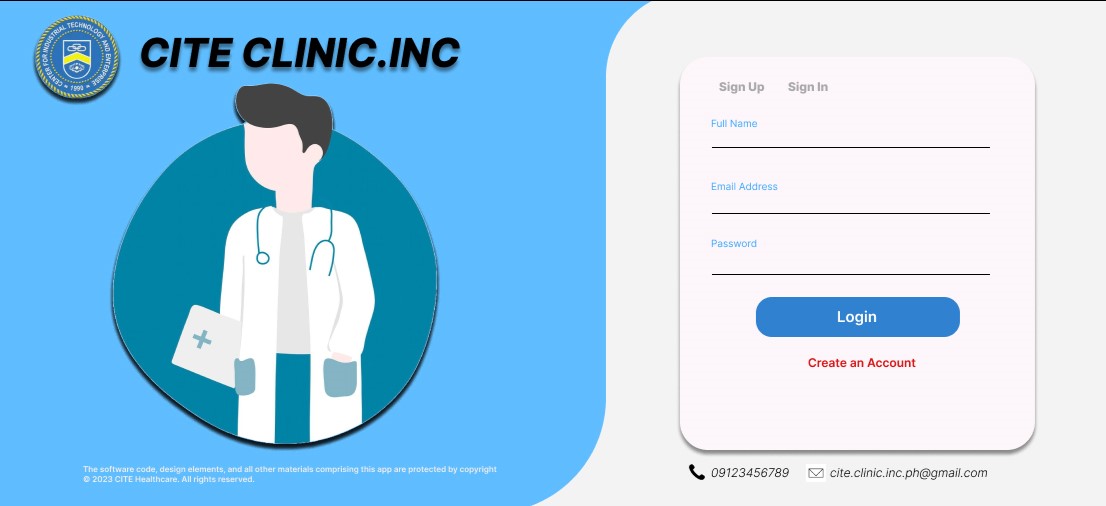 CENTER FOR INDUSTRIAL TECHNOLOGY AND ENTERPRISE
1990
CITE CLINIC.INC
Sign Up Sign In
Full Name
Email Address
Password
Login
Create an Account
The software code, design elements, and all other materials comprising this app are protected by copyright
© 2023 CITE Healthcare. All rights reserved.
09123456789 cite.clinic.inc.ph@gmail.com